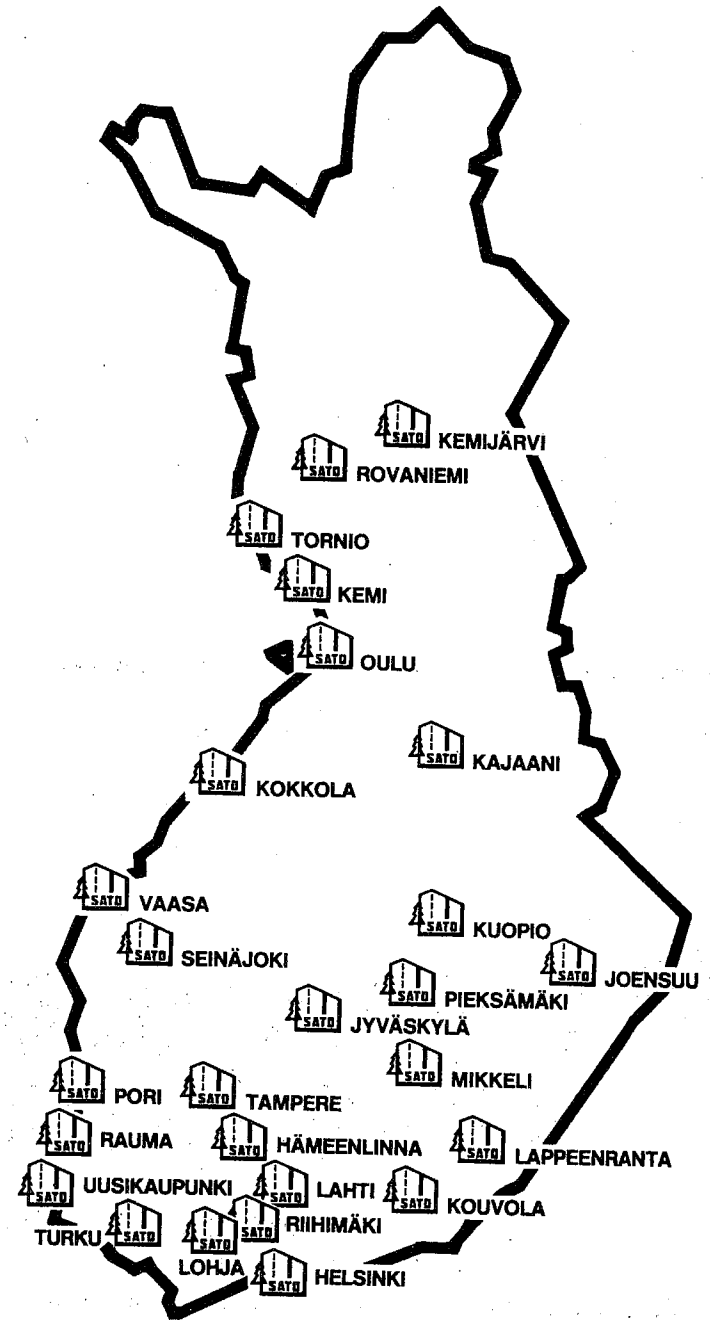 SATO KEMIJÄRVI
SATO ROVANIEMI
SATO TORNIO
SATO KEMI
SATO OULU
SATO KAJAANI
SATO KOKKOLA
SATO VAASA
SATO KUOPIO
SATO SEINÄJOKI
SATO JOENSUU
SATO PIEKSÄMÄKI
SATO JYVÄSKYLÄ
SATO MIKKELI
SATO PORI
SATO TAMPERE
SATO RAUMA
SATO HÄMEENLINNA
SATO LAPPEENRANTA
SATO UUSIKAUPUNKI
SATO LAHTI
SATO KOUVOLA
TURKU SATO
SATO RIIHIMÄKI
SATO LOHJA
SATO HELSINKI